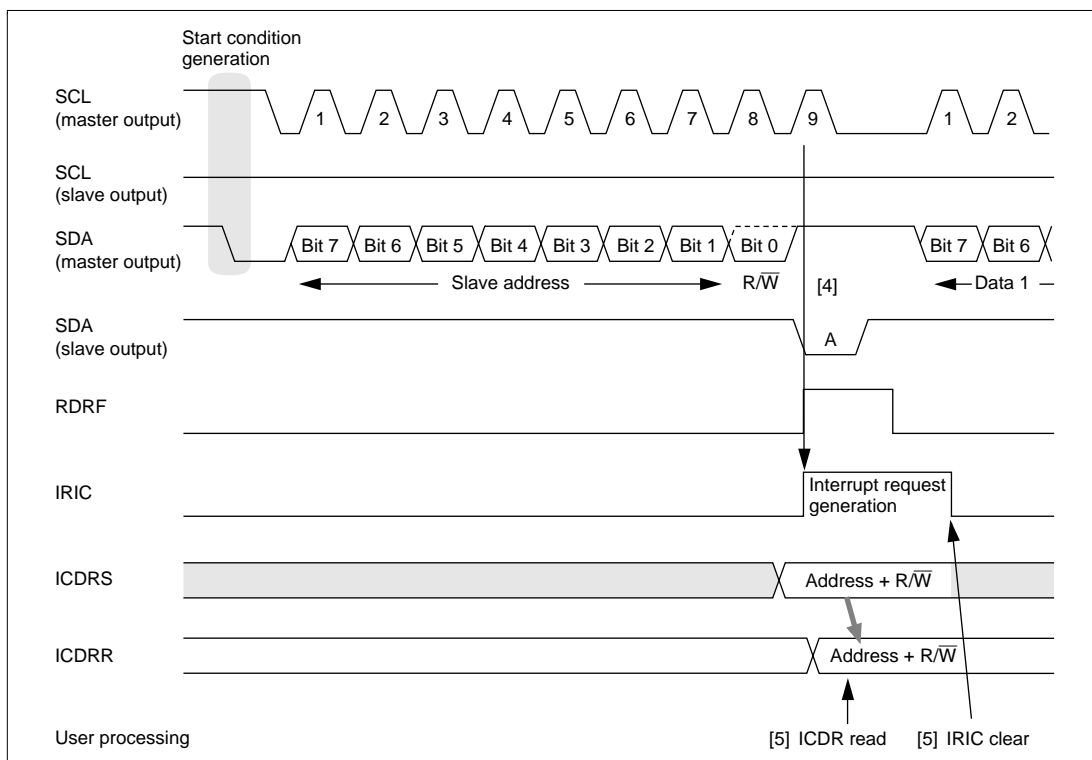 Start condition
generation
SCL
(master output)
1 2 3 4 5 6 7 8 9 1 2
SCL
(slave output)
SDA
(master output)
Bit 7 Bit 6 Bit 5 Bit 4 Bit 3 Bit 2 Bit 1 Bit 0 Bit 7 Bit 6
Slave address R/W̅ [4] Data 1
SDA
(slave output)
A
RDRF
IRIC
Interrupt request
generation
ICDRS
Address + R/W̅
ICDRR
Address + R/W̅
User processing
[5] ICDR read [5] IRIC clear